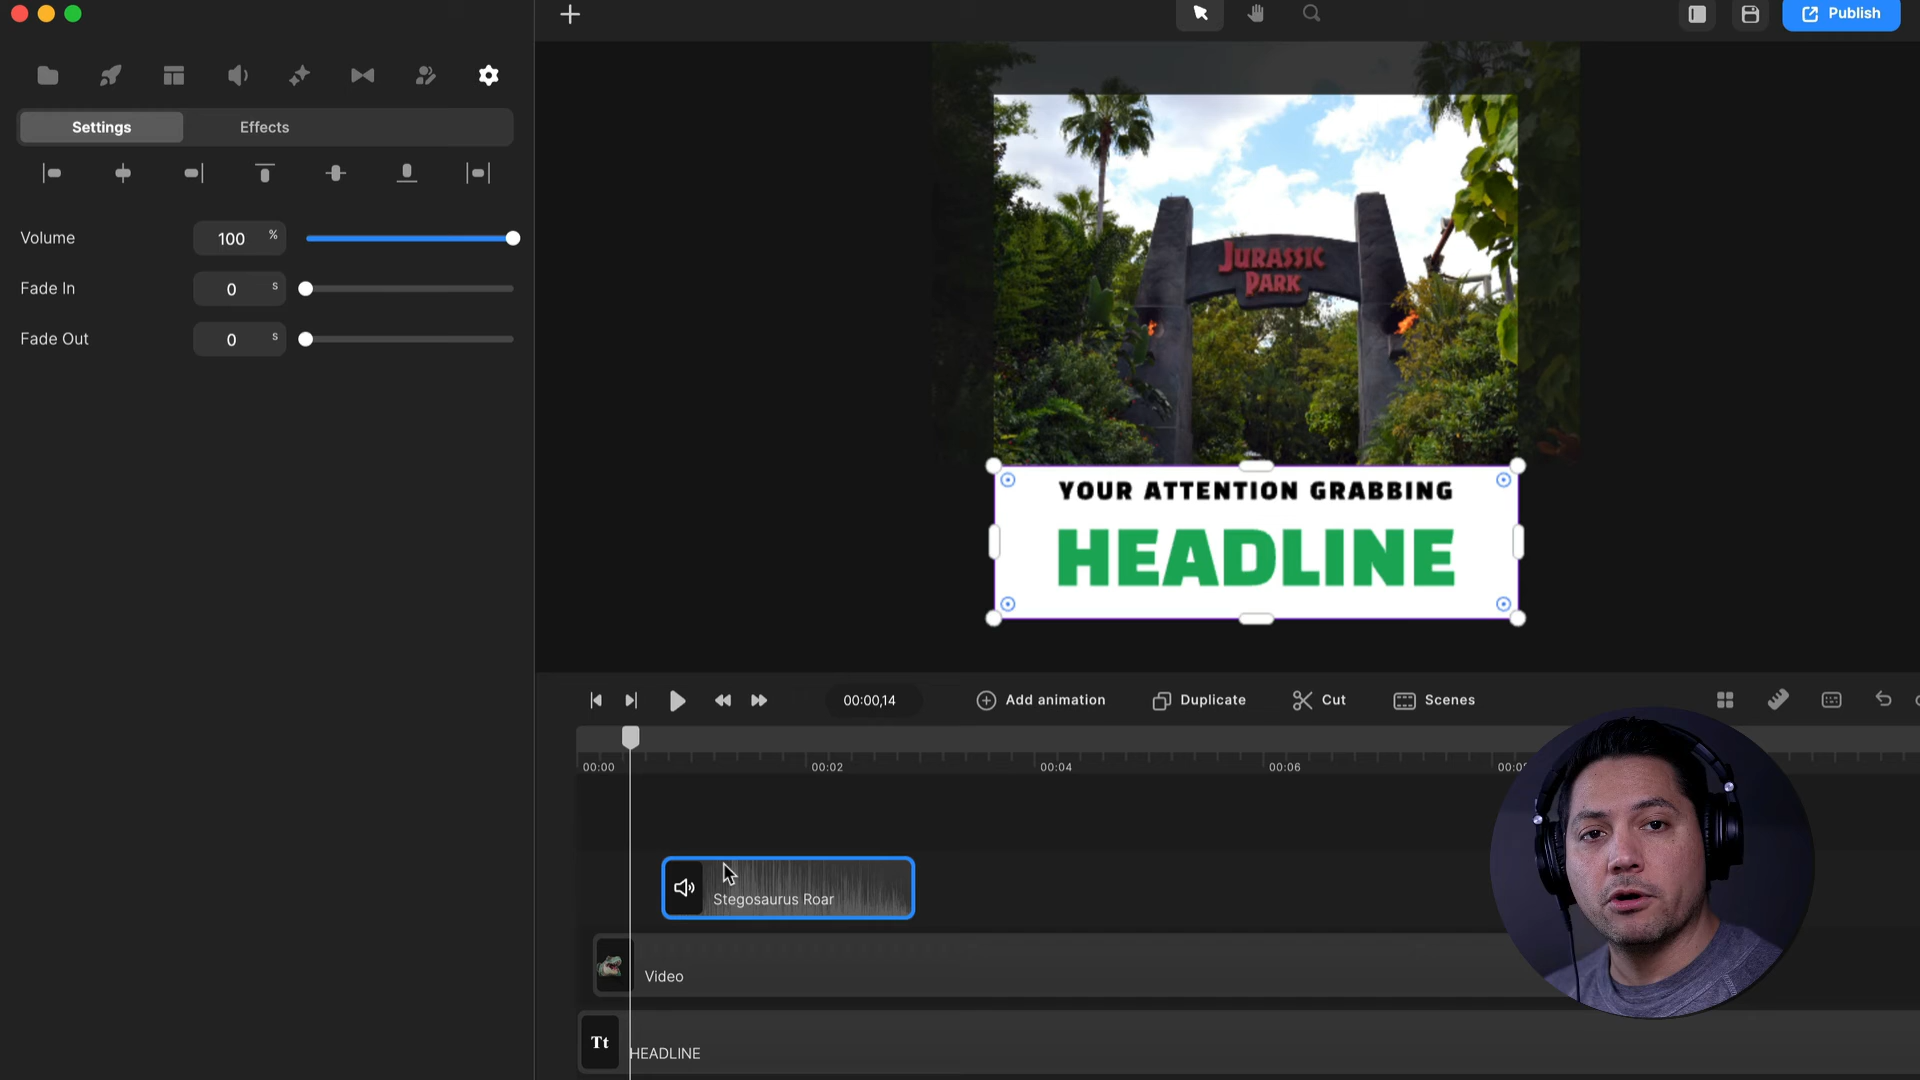 Publish
Settings
Effects
Volume
100 %
Fade In
0 s
Fade Out
0 s
JURASSIC
PARK
YOUR ATTENTION GRABBING
HEADLINE
00:00,14
Add animation
Duplicate
Cut
Scenes
00:00
00:02
00:04
00:06
Stegosaurus Roar
Video
Tt
HEADLINE